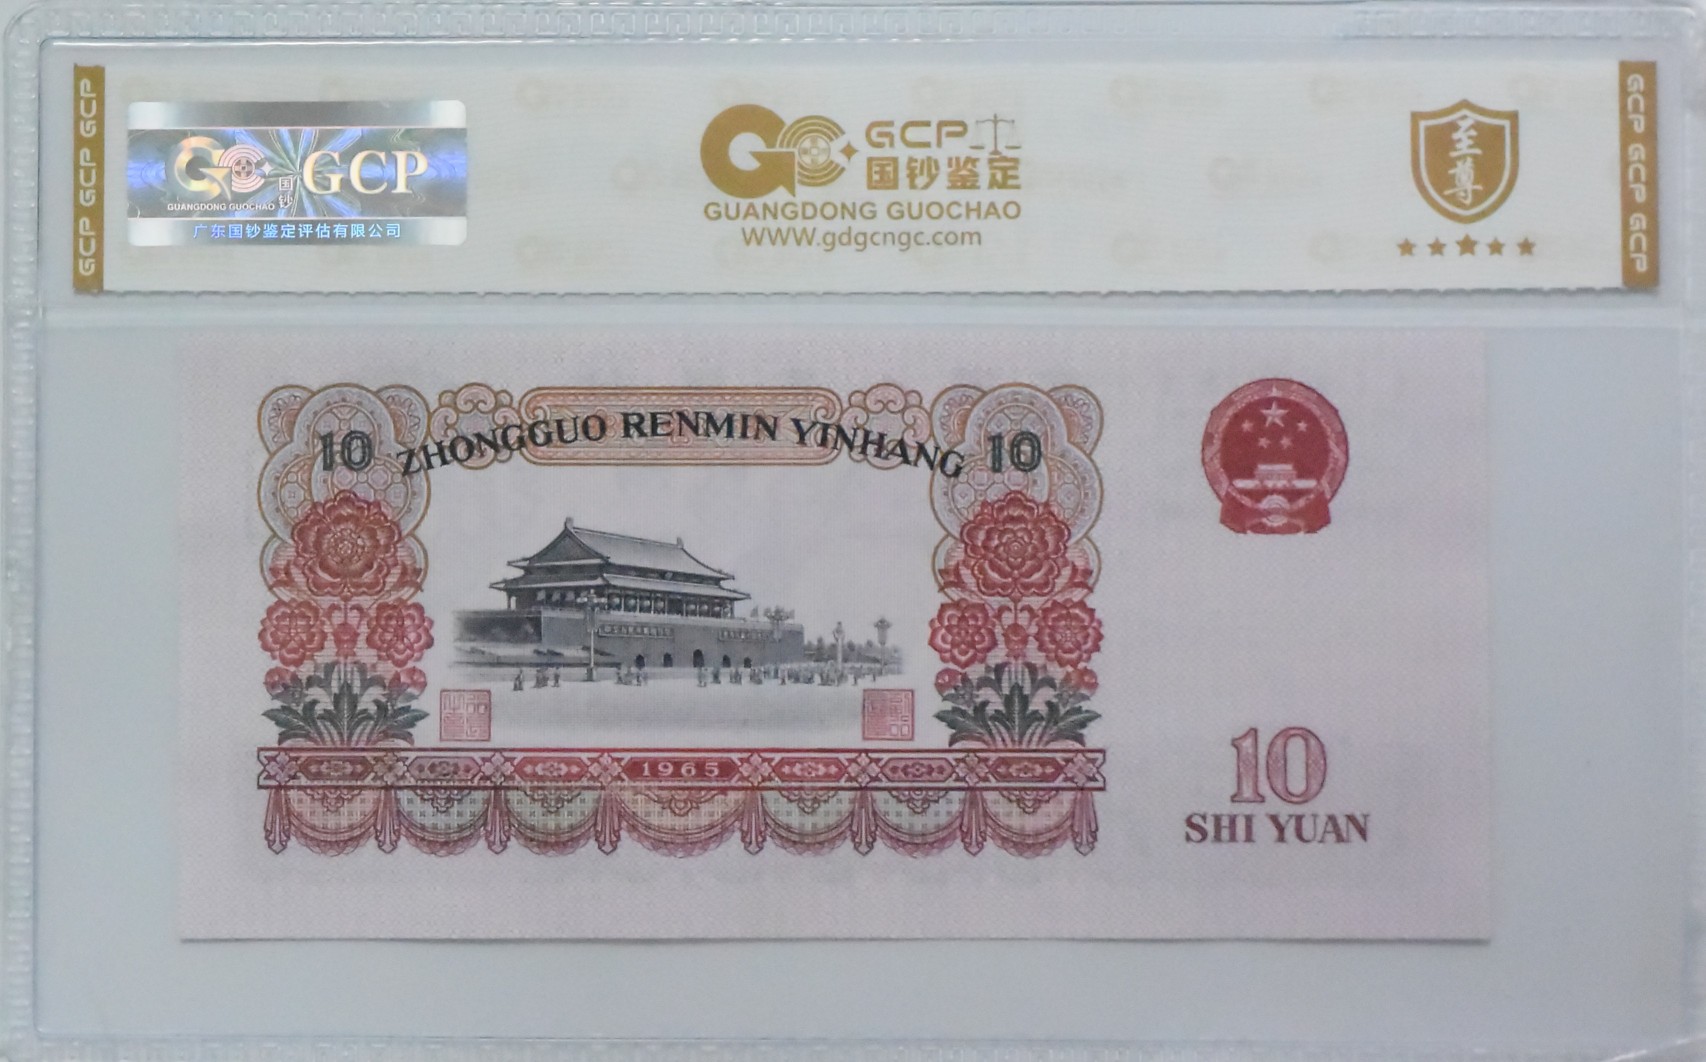 GCP GCP GCP
GUANGDONG GUOCHAO
国钞
GCP
广东国钞鉴定评估有限公司
GCP
国钞鉴定
GUANGDONG GUOCHAO
WWW.gdgcngc.com
至尊
GCP GCP GCP
10
ZHONGGUO RENMIN YINHANG
10
1965
10
SHI YUAN